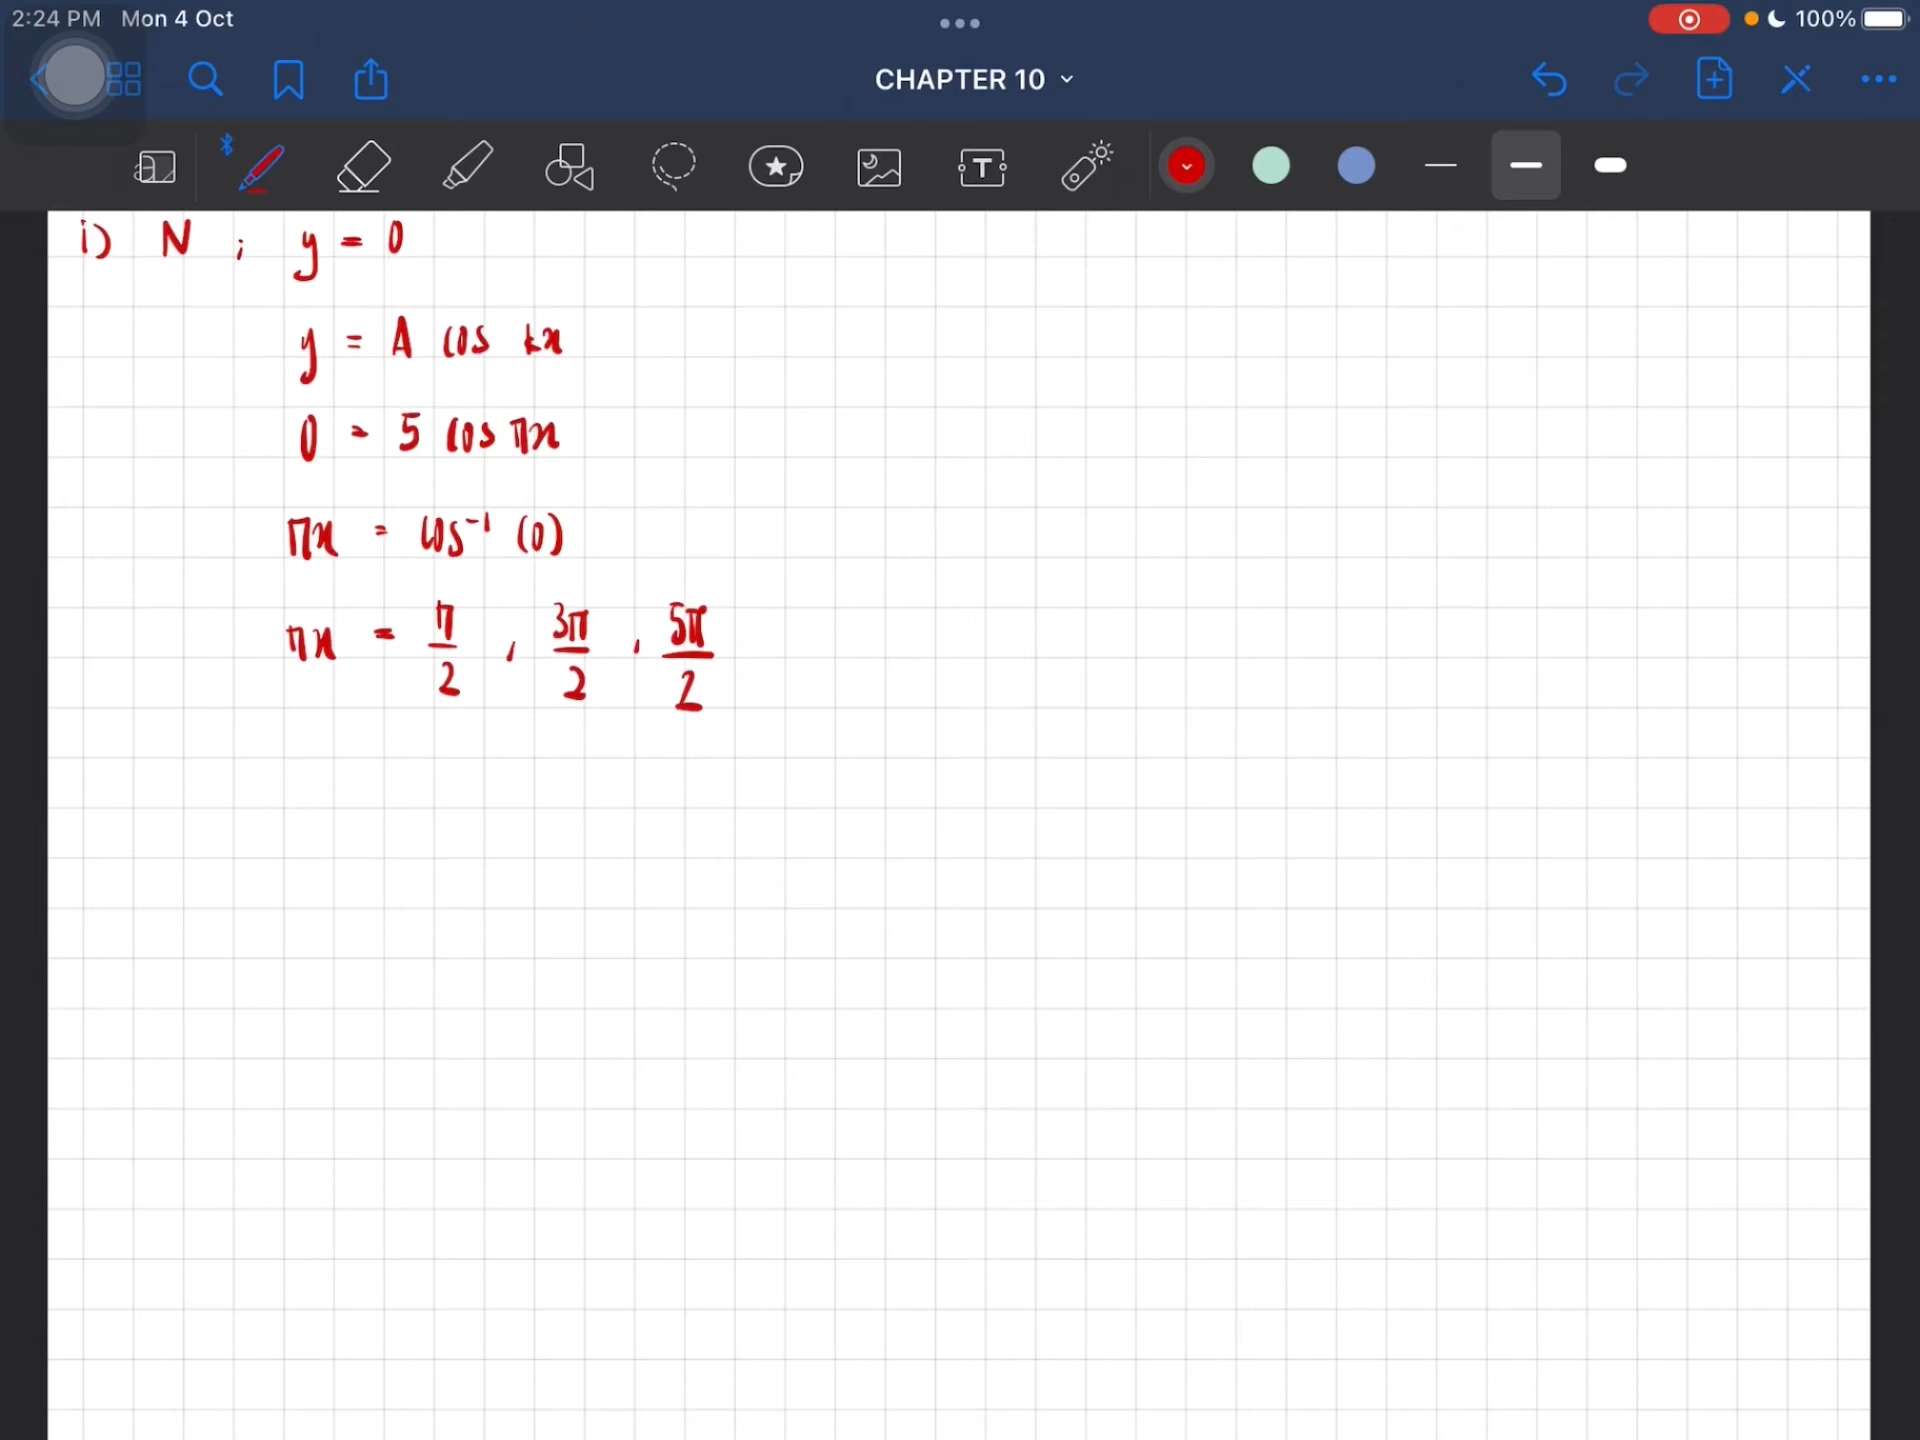 2:24 PM Mon 4 Oct
100%
CHAPTER 10
T
i) N ; y = 0
y = A cos kx
0 = 5 cos πx
πx = cos⁻¹ (0)
πx = π/2 , 3π/2 , 5π/2